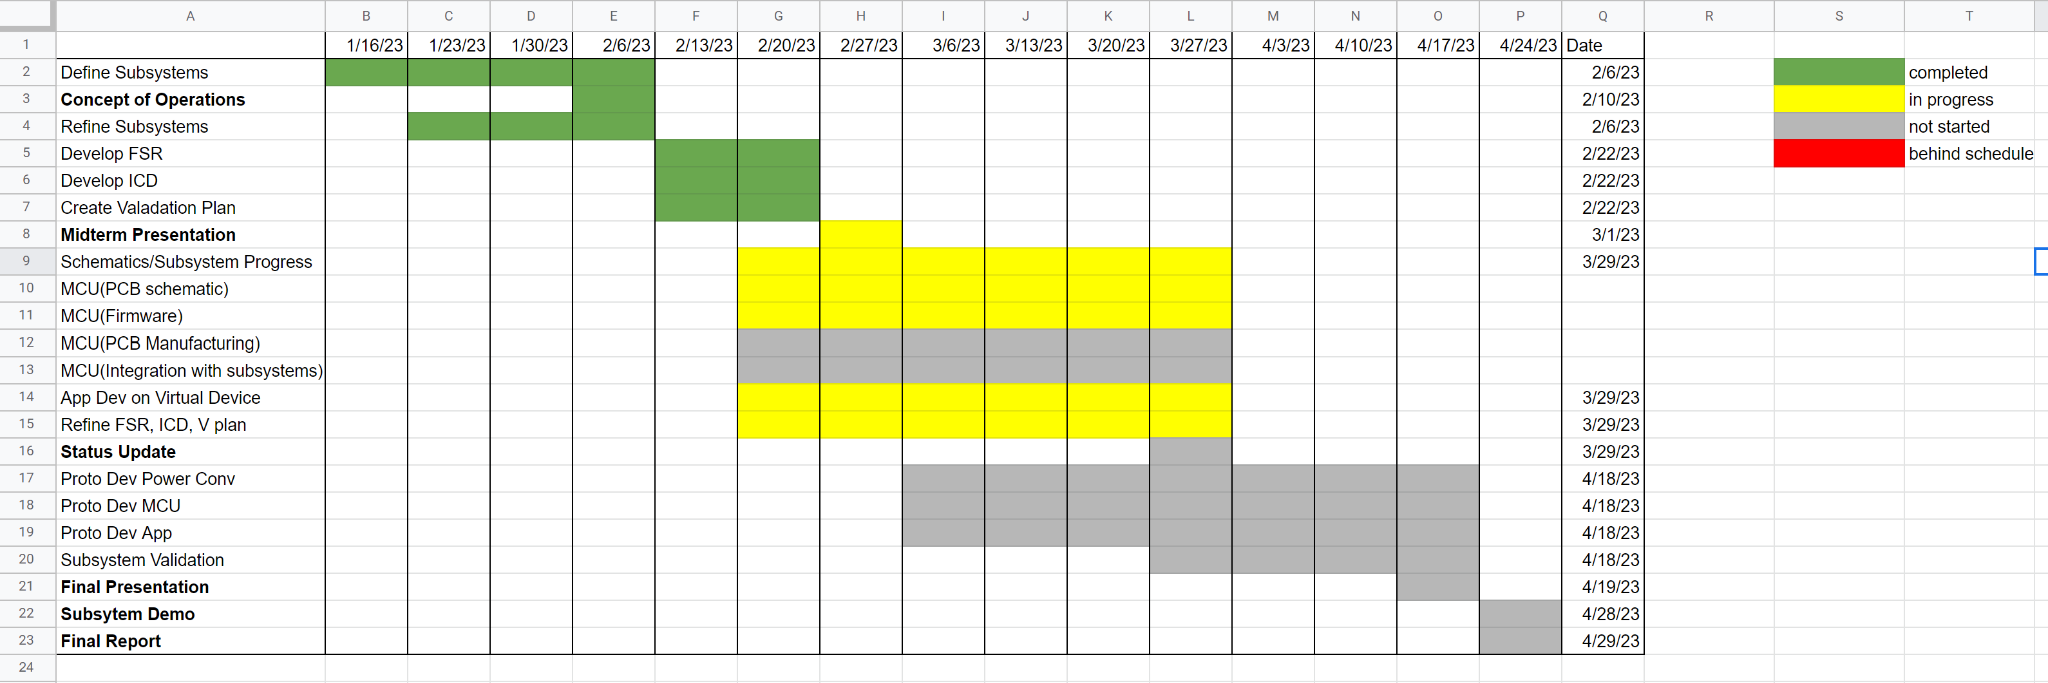 A B C D E F G H I J K L M N O P Q R S T
1 1/16/23 1/23/23 1/30/23 2/6/23 2/13/23 2/20/23 2/27/23 3/6/23 3/13/23 3/20/23 3/27/23 4/3/23 4/10/23 4/17/23 4/24/23 Date
2 Define Subsystems 2/6/23 completed
3 Concept of Operations 2/10/23 in progress
4 Refine Subsystems 2/6/23 not started
5 Develop FSR 2/22/23 behind schedule
6 Develop ICD 2/22/23
7 Create Valadation Plan 2/22/23
8 Midterm Presentation 3/1/23
9 Schematics/Subsystem Progress 3/29/23
10 MCU(PCB schematic)
11 MCU(Firmware)
12 MCU(PCB Manufacturing)
13 MCU(Integration with subsystems)
14 App Dev on Virtual Device 3/29/23
15 Refine FSR, ICD, V plan 3/29/23
16 Status Update 3/29/23
17 Proto Dev Power Conv 4/18/23
18 Proto Dev MCU 4/18/23
19 Proto Dev App 4/18/23
20 Subsystem Validation 4/18/23
21 Final Presentation 4/19/23
22 Subsytem Demo 4/28/23
23 Final Report 4/29/23
24